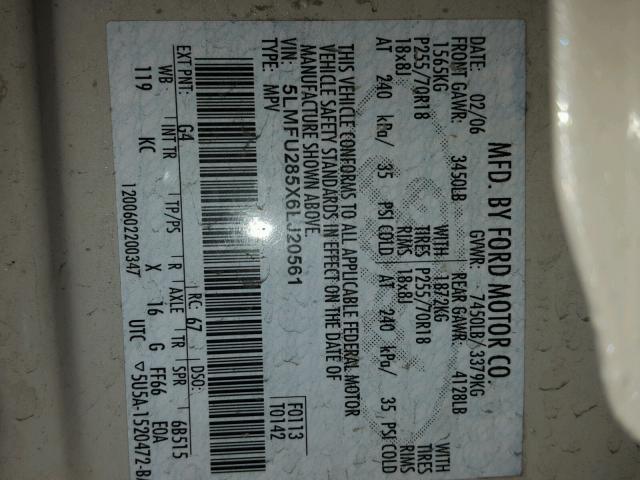 MFD. BY FORD MOTOR CO.
DATE: 02/06 GVWR: 7450LB/ 3379KG
FRONT GAWR: 3450LB REAR GAWR: 4128LB
1565KG WITH 1872KG WITH
P255/70R18 TIRES P255/70R18 TIRES
18x8J RIMS 18x8J RIMS
AT 240 kPa/ 35 PSI COLD AT 240 kPa/ 35 PSI COLD
THIS VEHICLE CONFORMS TO ALL APPLICABLE FEDERAL MOTOR
VEHICLE SAFETY STANDARDS IN EFFECT ON THE DATE OF
MANUFACTURE SHOWN ABOVE.
VIN: 5LMFU285X6LJ20561 F0113
TYPE: MPV T0142
EXT PNT: G4 RC: 67 DSO: 6B515
WB INT TR TP/PS R AXLE TR SPR
119 KC X 16 G FF66 E0A
1200602200347 UTC ▽5U5A-1520472-BA